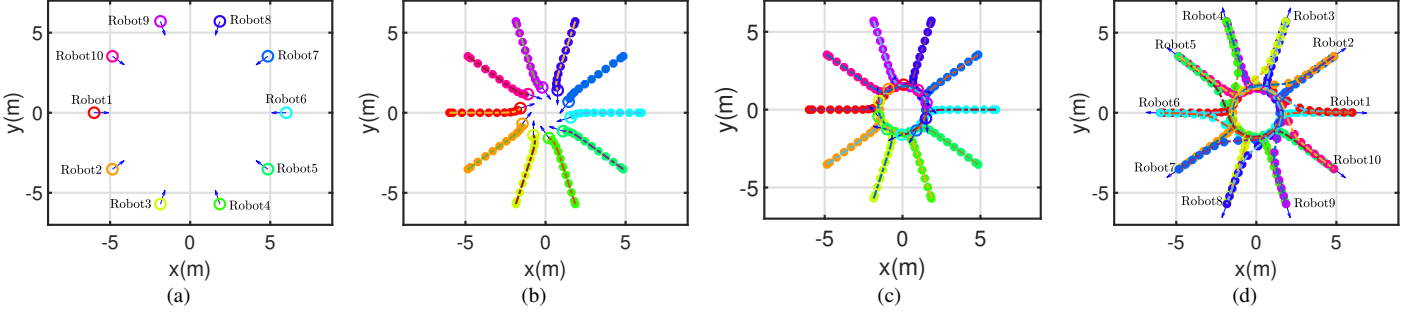 Robot9 Robot8
5
Robot10 Robot7
Robot1 Robot6
0
Robot2 Robot5
Robot3 Robot4
-5
-5 0 5
y(m)
x(m)
(a)
5
0
-5
-5 0 5
y(m)
x(m)
(b)
5
0
-5
-5 0 5
y(m)
x(m)
(c)
Robot4 Robot3
5
Robot5 Robot2
Robot6 Robot1
0
Robot7 Robot10
Robot8 Robot9
-5
-5 0 5
y(m)
x(m)
(d)